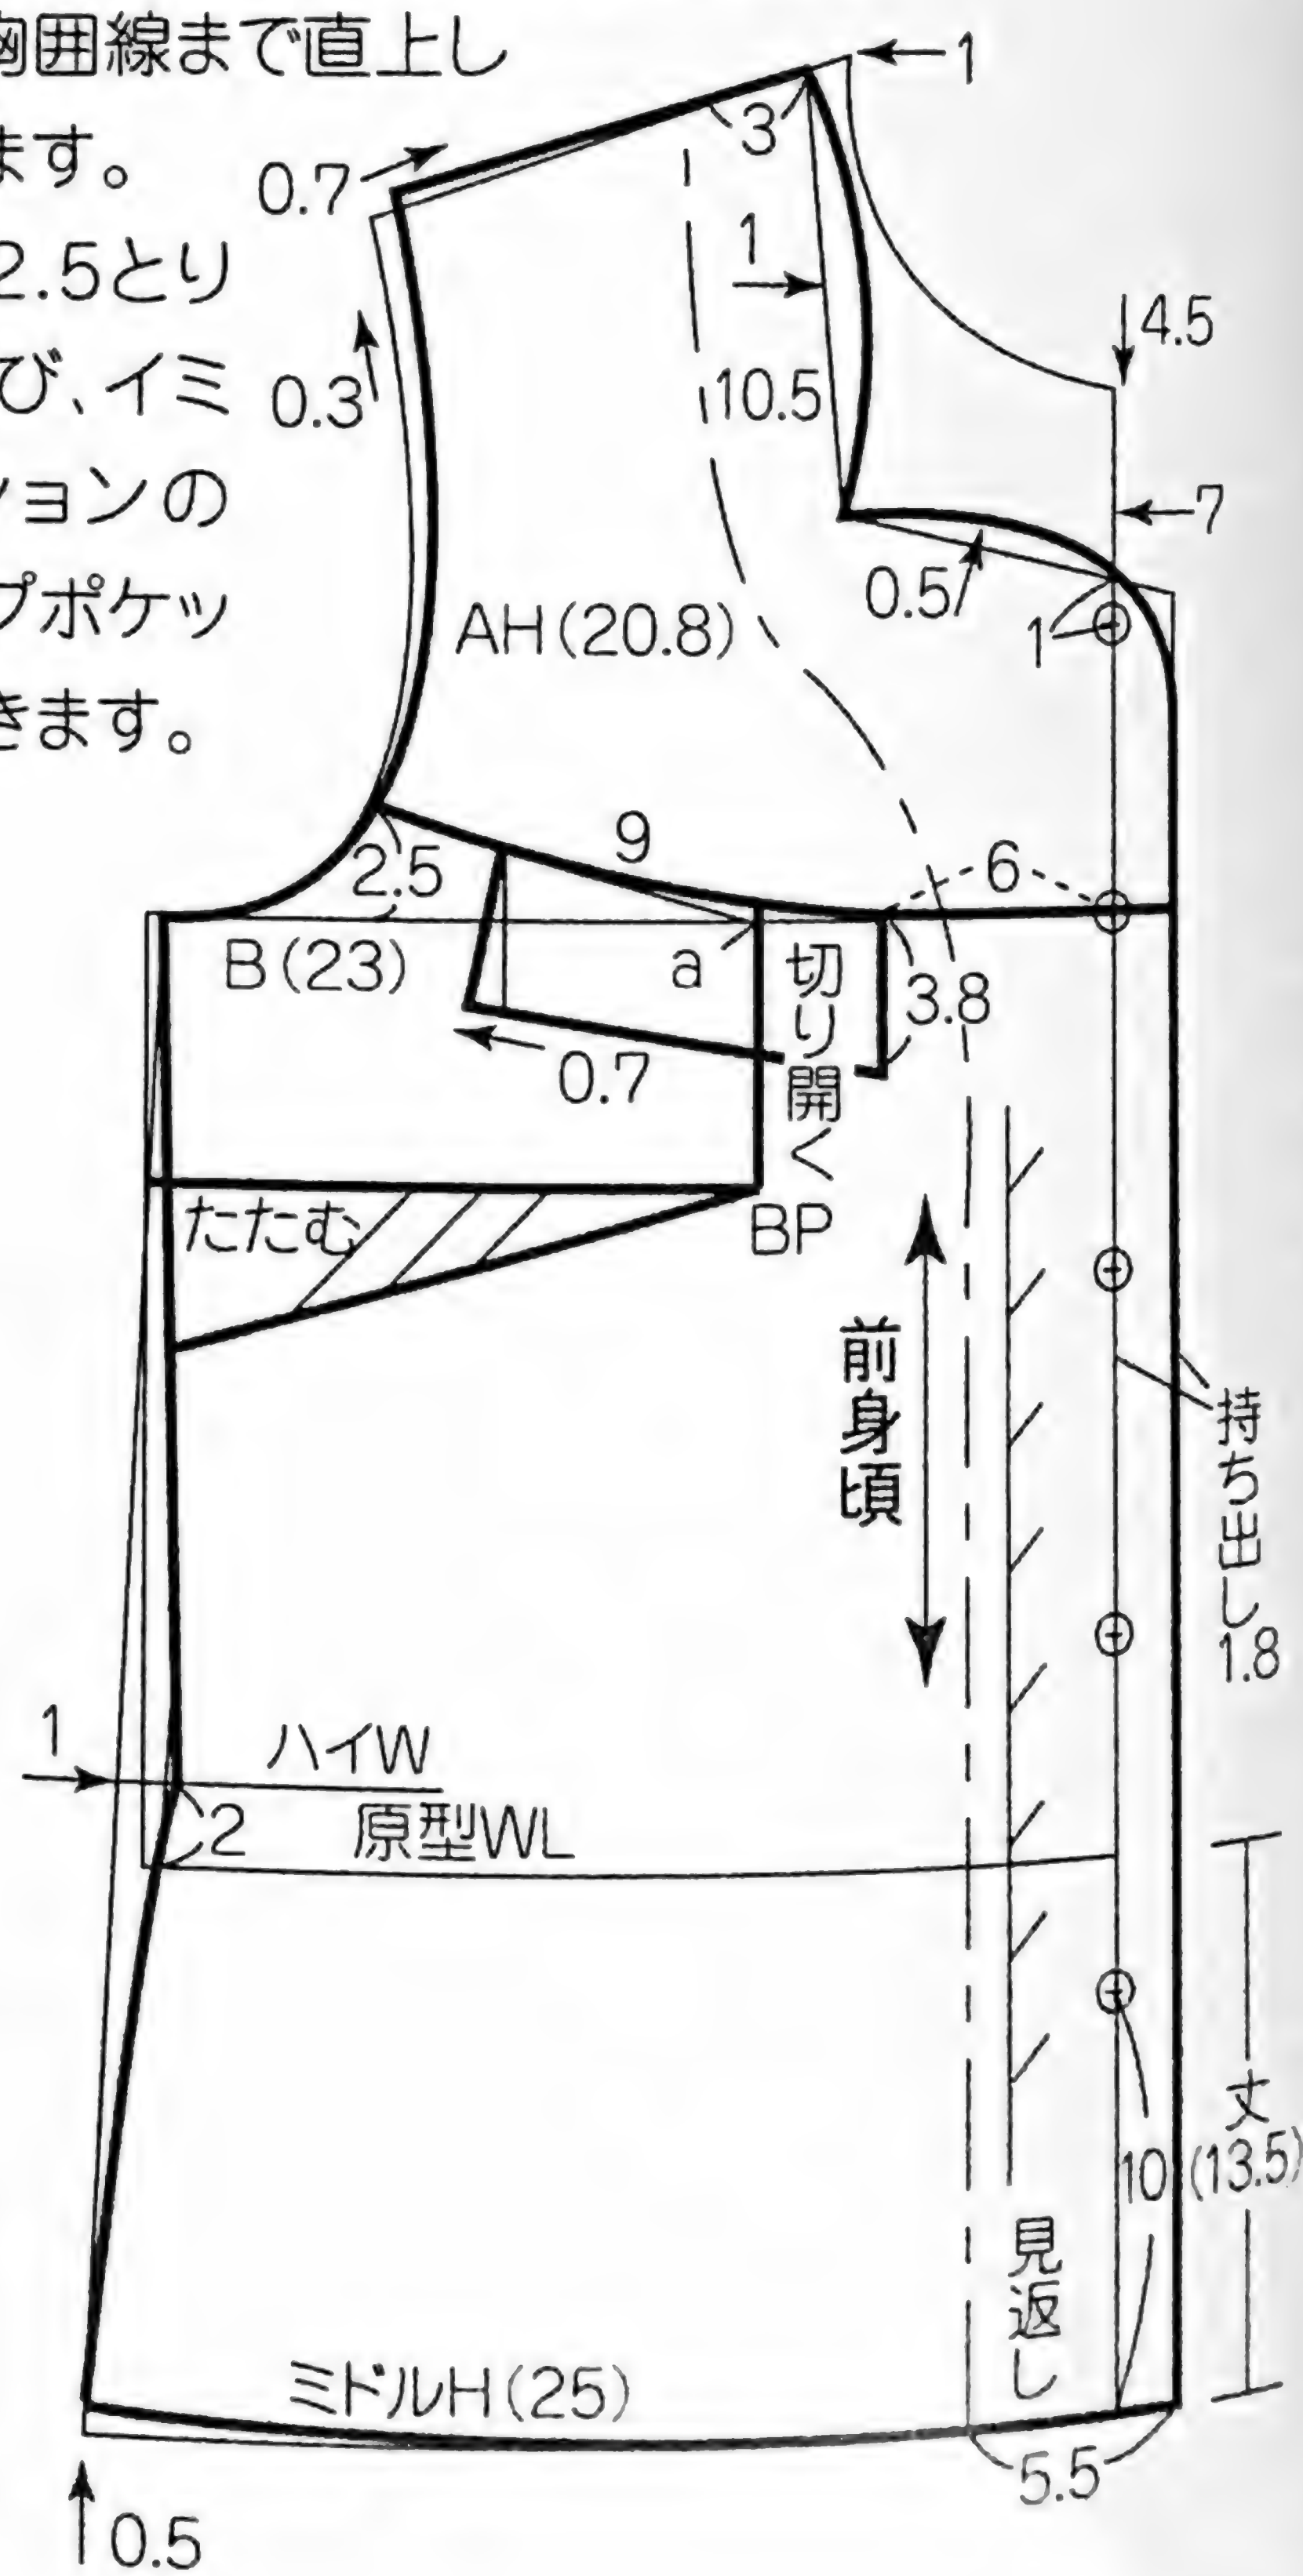 胸囲線まで直上し
ます。
2.5とり
び、イミ
ションの
プポケッ
きます。
1
3
0.7
1
4.5
0.3
10.5
7
0.5
AH(20.8)
1
9
2.5
6
B(23)
a
切り開く
3.8
0.7
たたむ
BP
前身頃
持ち出し
1.8
1
ハイW
2
原型WL
丈
10
(13.5)
見返し
ミドルH(25)
5.5
0.5